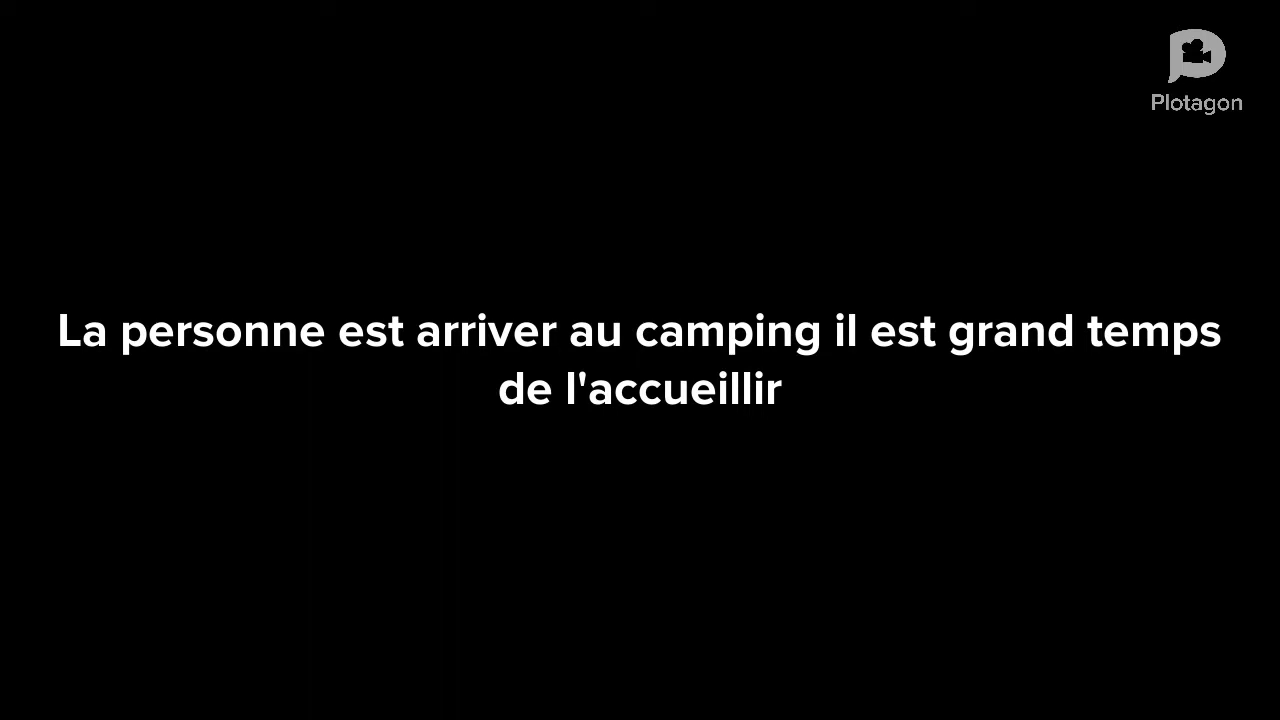 Plotagon
La personne est arriver au camping il est grand temps
de l'accueillir